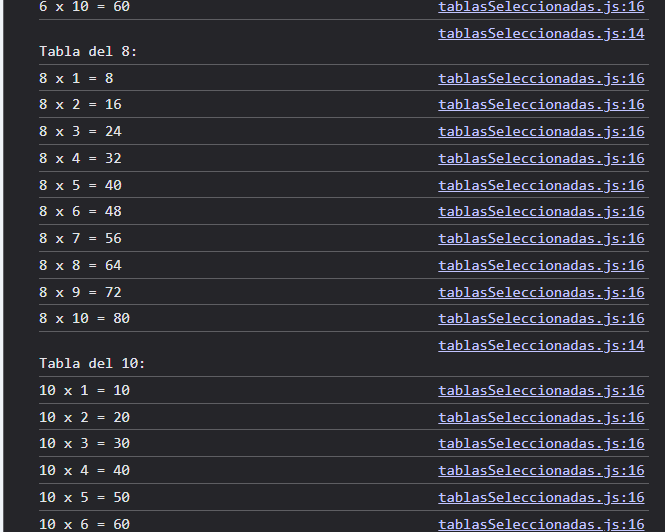 6 x 10 = 60 tablasSeleccionadas.js:16
tablasSeleccionadas.js:14
Tabla del 8:
8 x 1 = 8 tablasSeleccionadas.js:16
8 x 2 = 16 tablasSeleccionadas.js:16
8 x 3 = 24 tablasSeleccionadas.js:16
8 x 4 = 32 tablasSeleccionadas.js:16
8 x 5 = 40 tablasSeleccionadas.js:16
8 x 6 = 48 tablasSeleccionadas.js:16
8 x 7 = 56 tablasSeleccionadas.js:16
8 x 8 = 64 tablasSeleccionadas.js:16
8 x 9 = 72 tablasSeleccionadas.js:16
8 x 10 = 80 tablasSeleccionadas.js:16
tablasSeleccionadas.js:14
Tabla del 10:
10 x 1 = 10 tablasSeleccionadas.js:16
10 x 2 = 20 tablasSeleccionadas.js:16
10 x 3 = 30 tablasSeleccionadas.js:16
10 x 4 = 40 tablasSeleccionadas.js:16
10 x 5 = 50 tablasSeleccionadas.js:16
10 x 6 = 60 tablasSeleccionadas.js:16